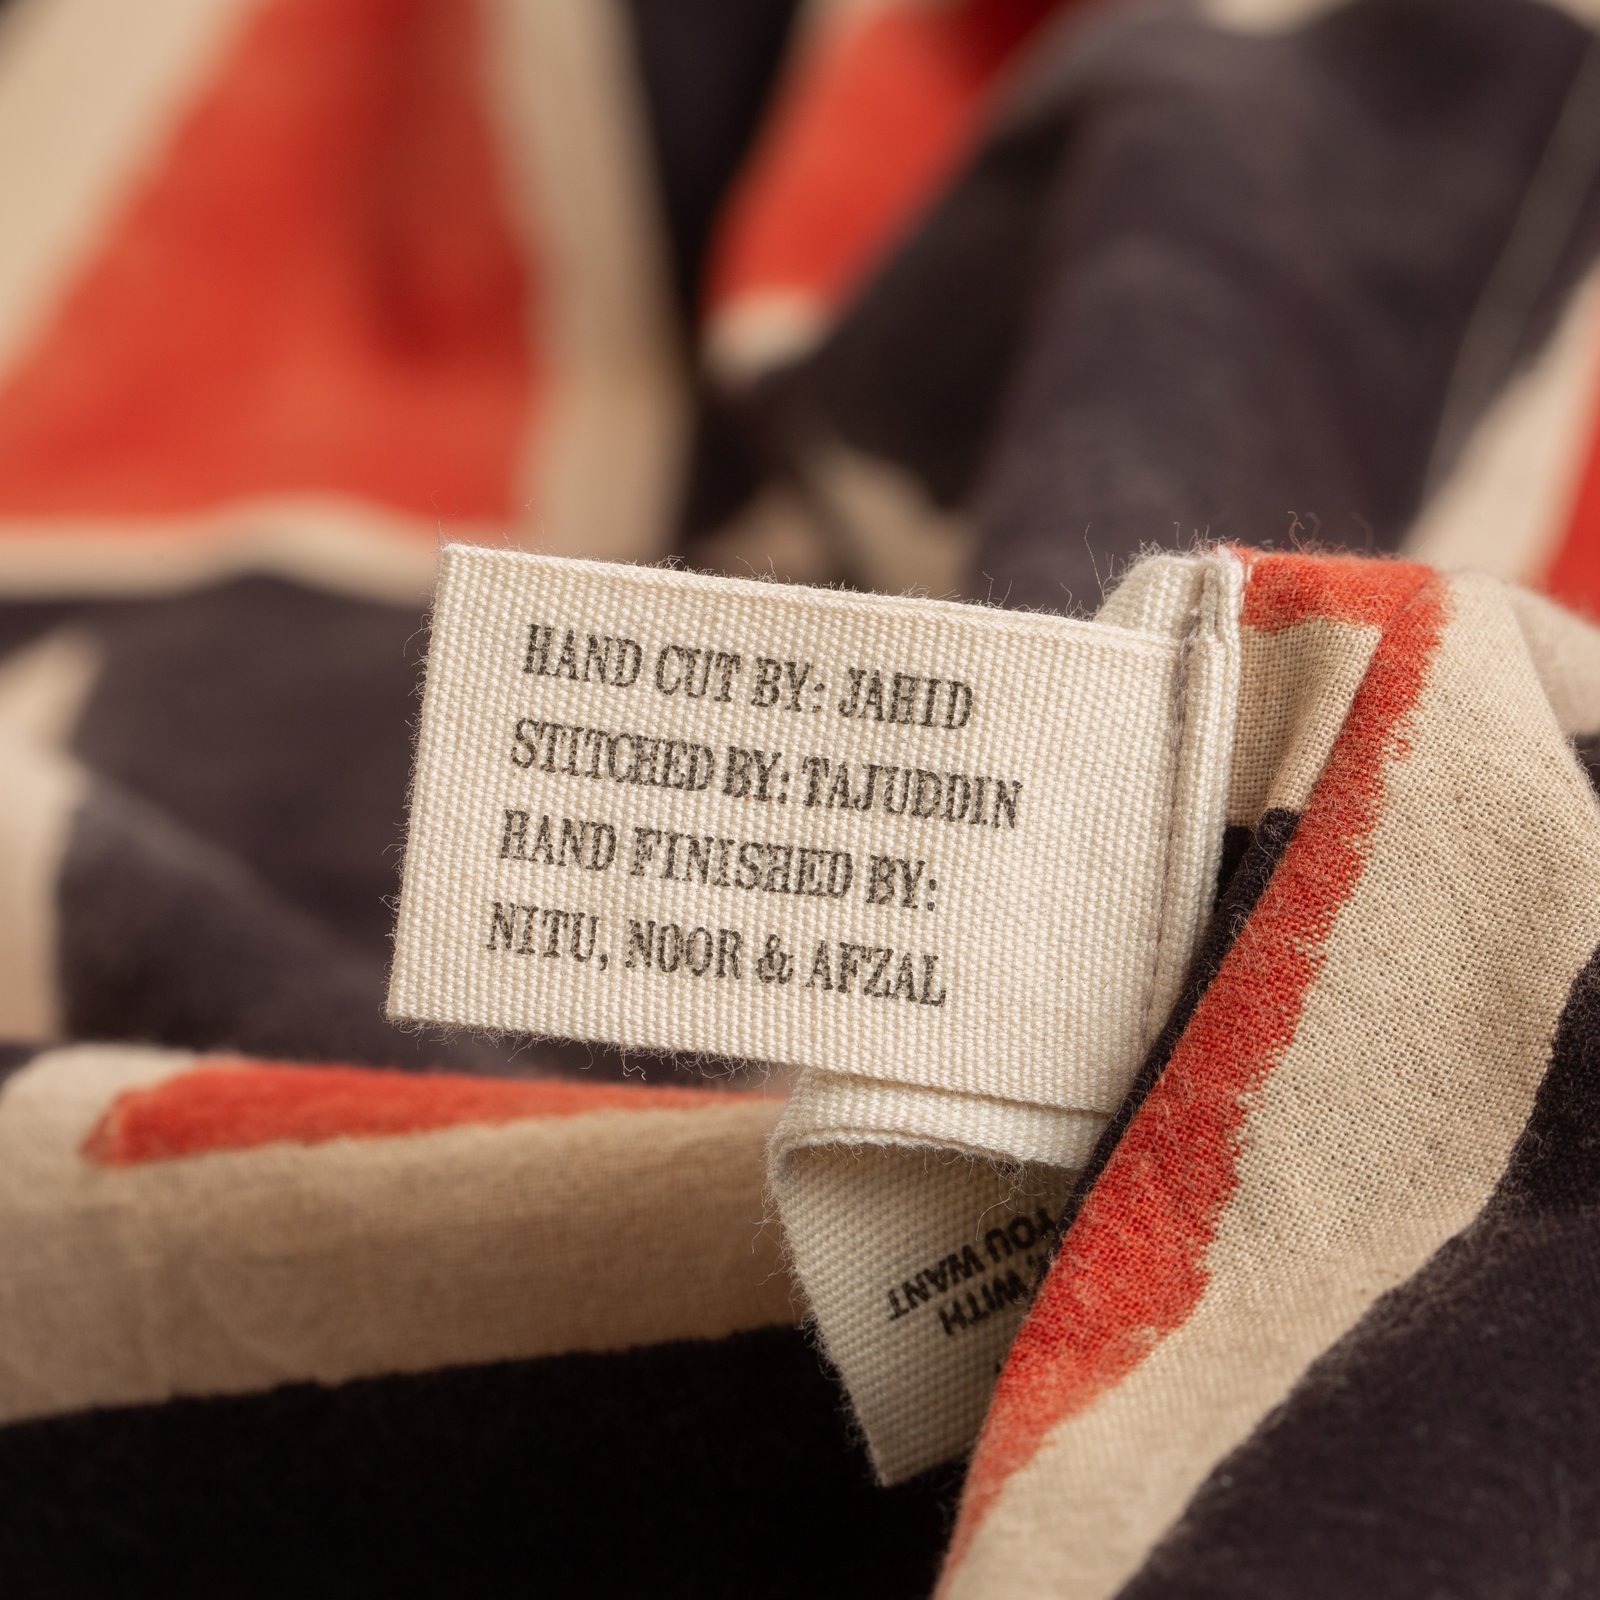 HAND CUT BY: JAHID
STITCHED BY: TAJUDDIN
HAND FINISHED BY:
NITU, NOOR & AFZAL
WITH
YOU WANT